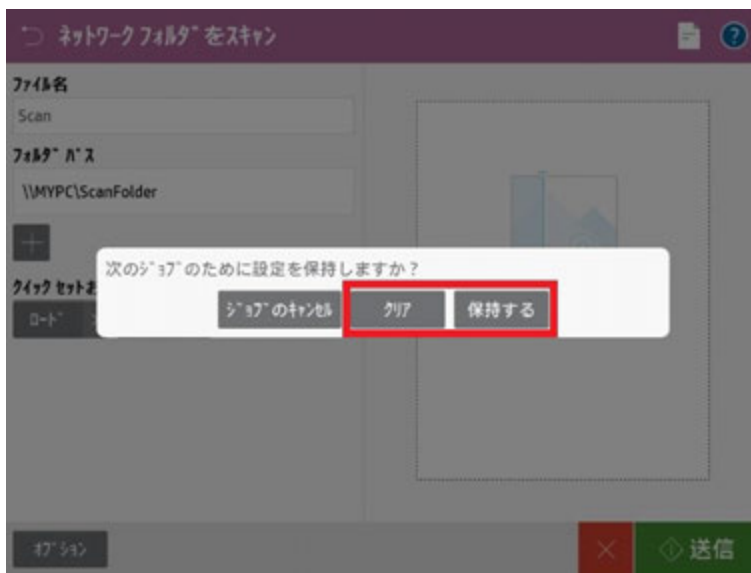 ネットワーク フォルダをスキャン
ファイル名
Scan
フォルダ パス
\\MYPC\ScanFolder
次のジョブのために設定を保持しますか?
クイック セットお
ジョブのキャンセル
クリア
保持する
ロード
オプション
送信